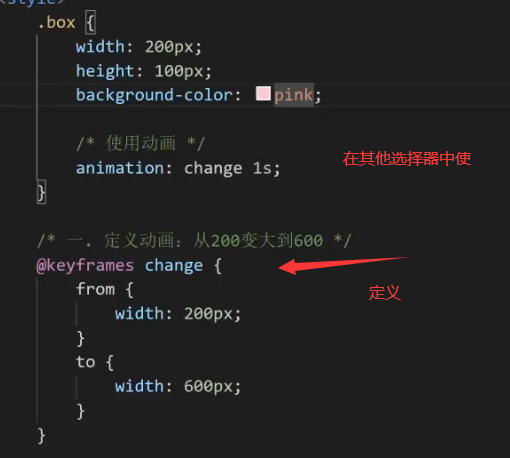 <style>
.box {
width: 200px;
height: 100px;
background-color: pink;
/* 使用动画 */
animation: change 1s;
在其他选择器中使
}
/* 一. 定义动画：从200变大到600 */
@keyframes change {
定义
from {
width: 200px;
}
to {
width: 600px;
}
}